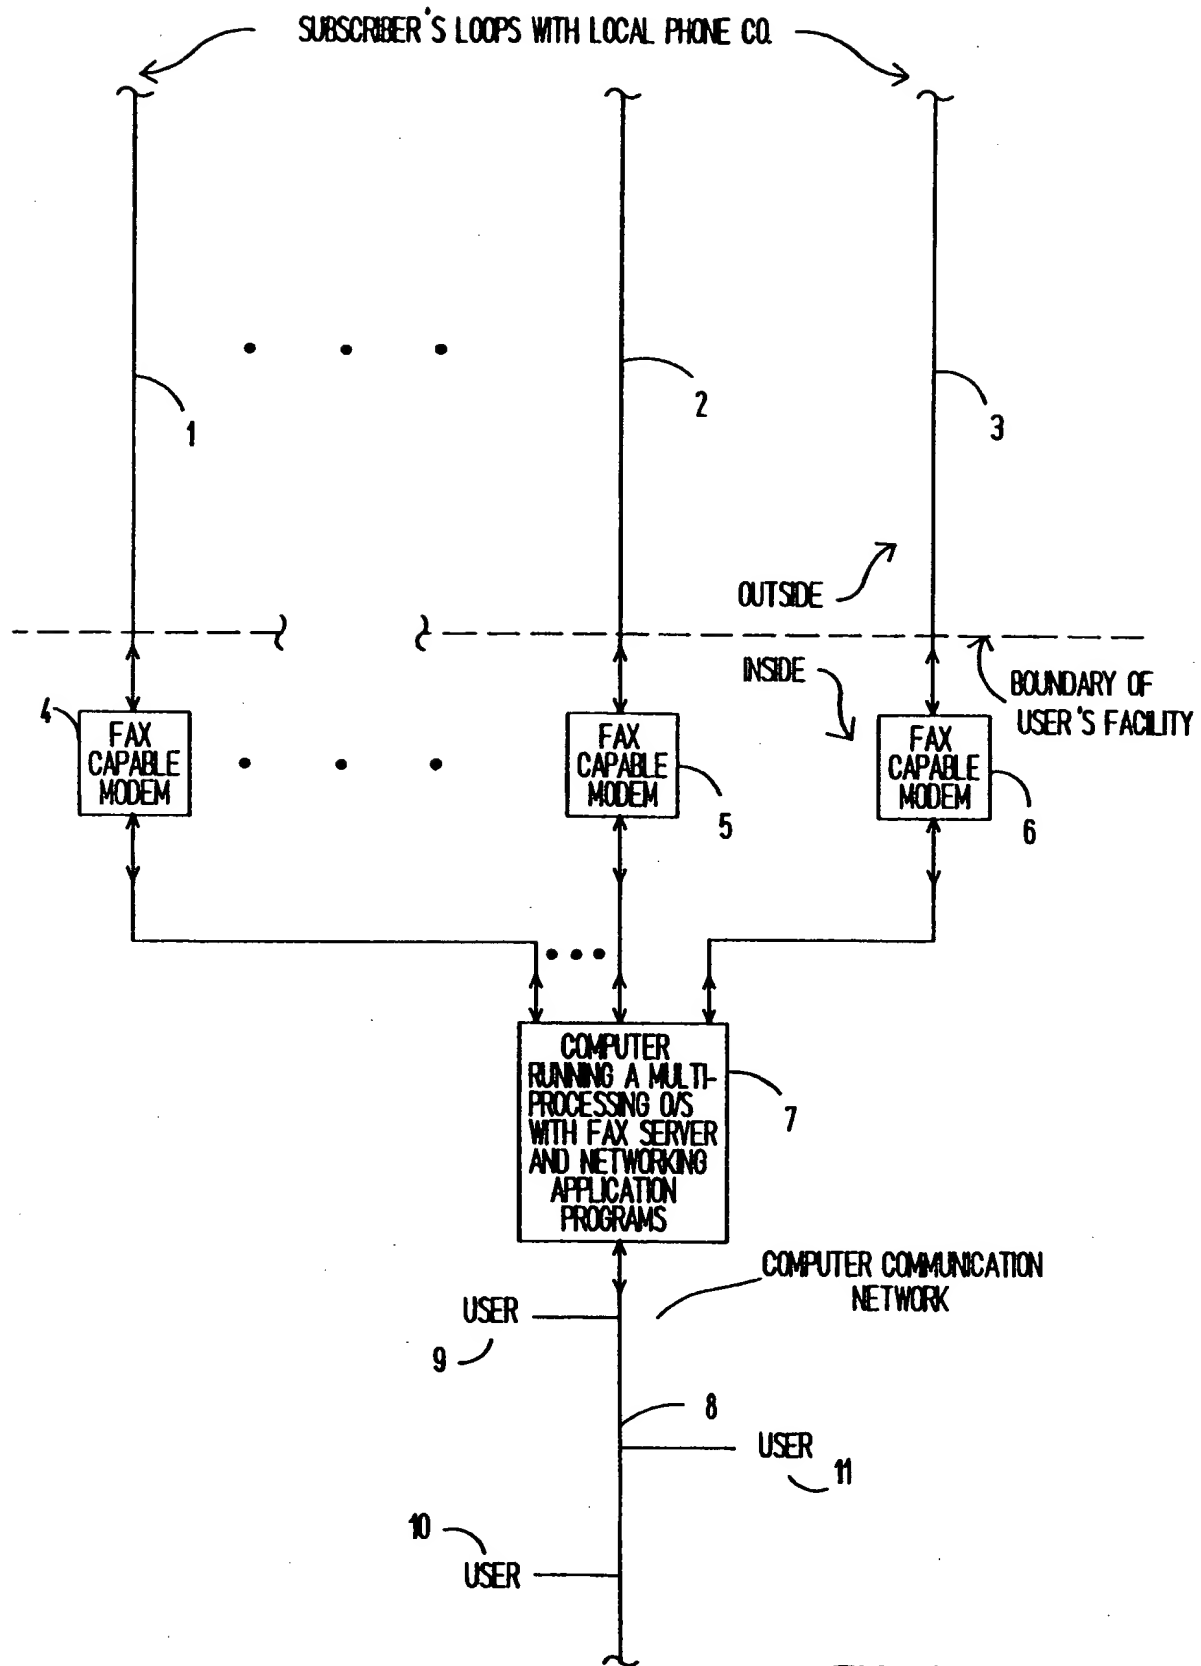 SUBSCRIBER'S LOOPS WITH LOCAL PHONE CO.
1
2
3
OUTSIDE
INSIDE
BOUNDARY OF
USER'S FACILITY
4
FAX
CAPABLE
MODEM
FAX
CAPABLE
MODEM
5
FAX
CAPABLE
MODEM
6
COMPUTER
RUNNING A MULTI-
PROCESSING O/S
WITH FAX SERVER
AND NETWORKING
APPLICATION
PROGRAMS
7
COMPUTER COMMUNICATION
NETWORK
USER
9
8
USER
11
10
USER